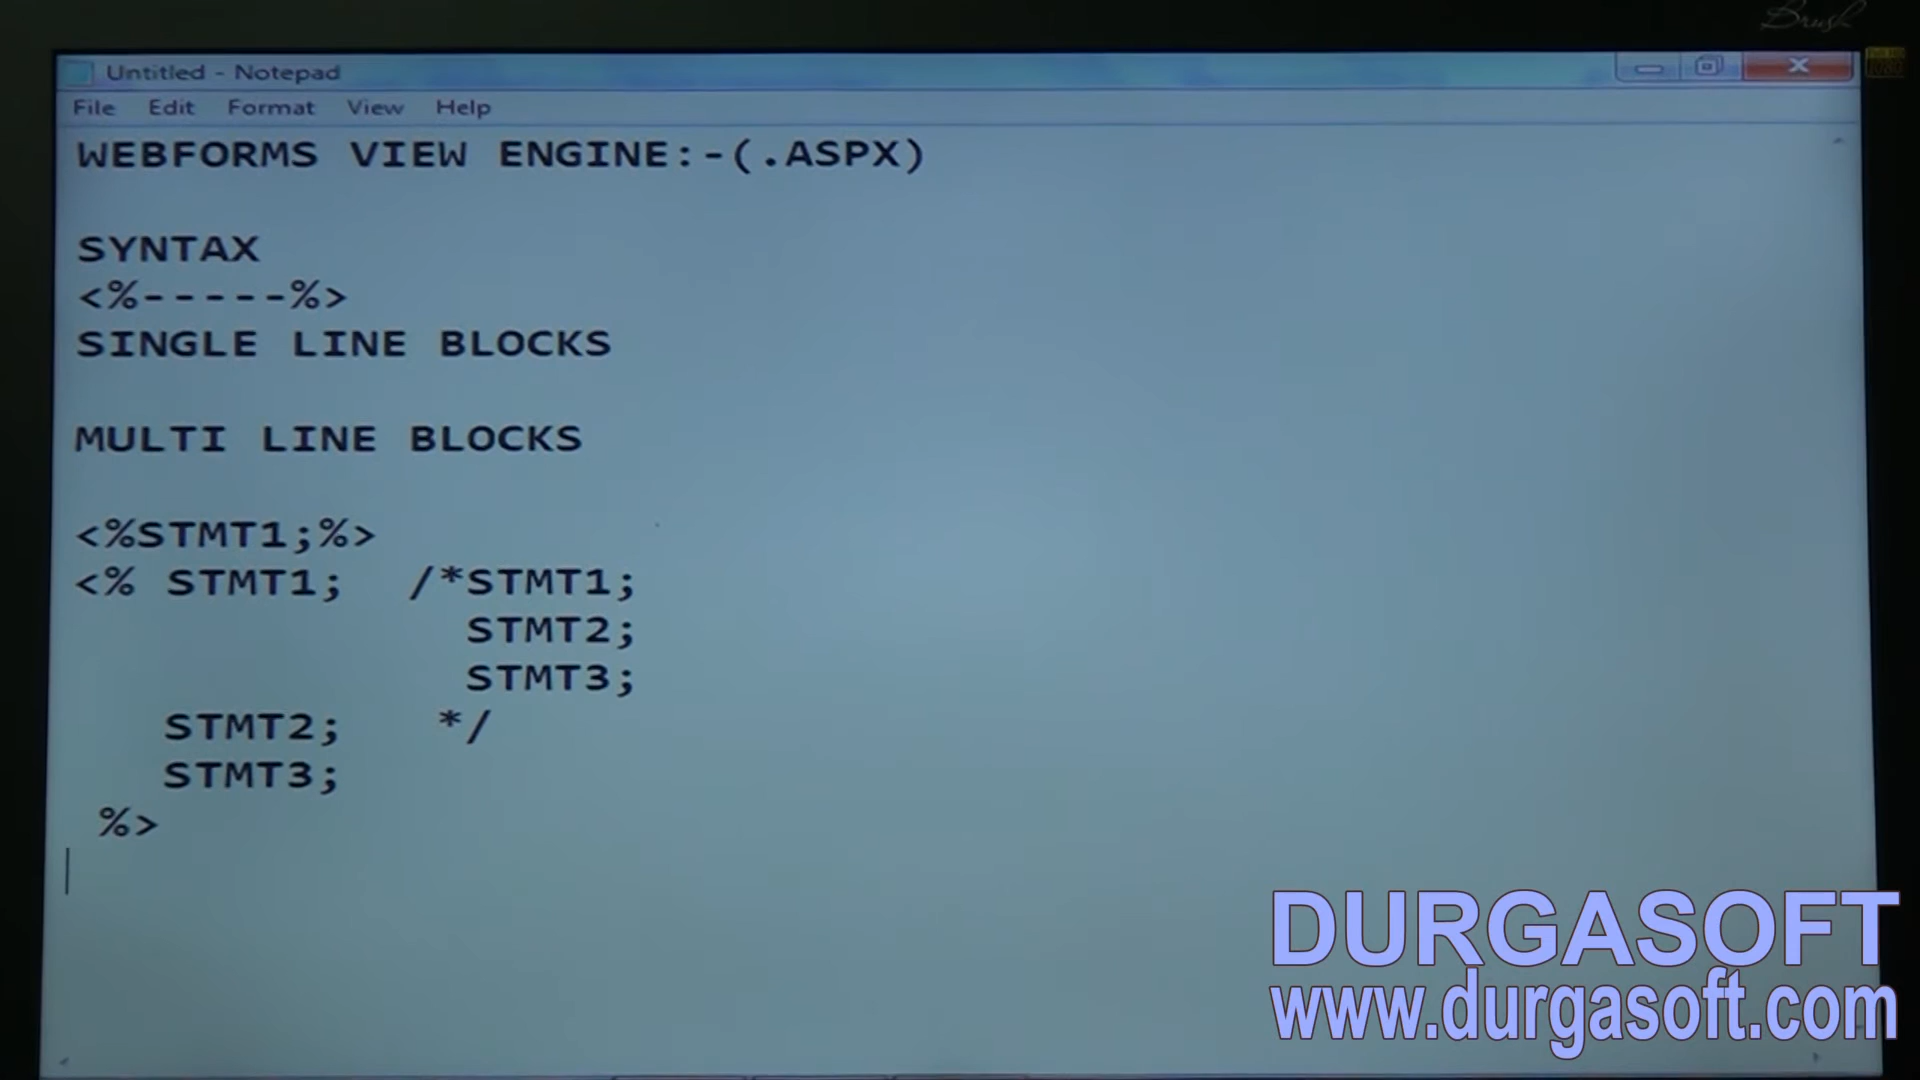 Brush
Untitled - Notepad
File Edit Format View Help
WEBFORMS VIEW ENGINE:-(.ASPX)
SYNTAX
<%-----%>
SINGLE LINE BLOCKS
MULTI LINE BLOCKS
<%STMT1;%>
<% STMT1; /*STMT1;
STMT2;
STMT3;
STMT2; */
STMT3;
%>
DURGASOFT
www.durgasoft.com